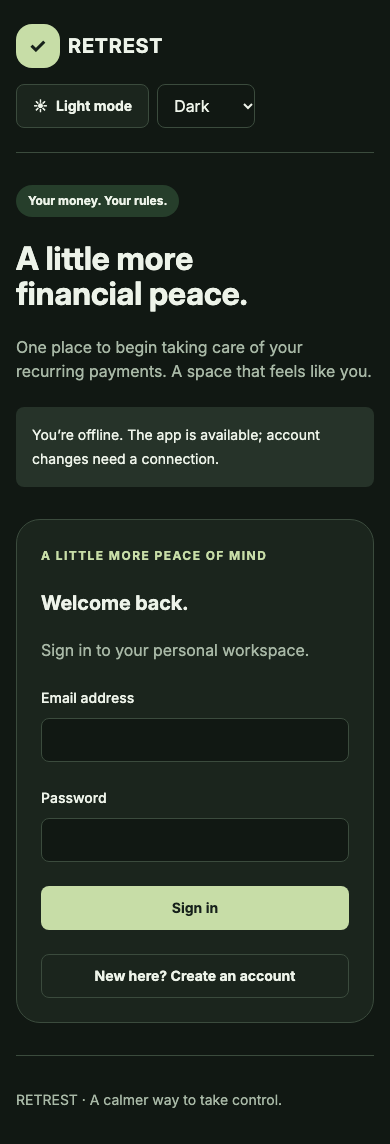 RETREST
Light mode
Dark
Your money. Your rules.
A little more
financial peace.
One place to begin taking care of your
recurring payments. A space that feels like you.
You’re offline. The app is available; account
changes need a connection.
A LITTLE MORE PEACE OF MIND
Welcome back.
Sign in to your personal workspace.
Email address
Password
Sign in
New here? Create an account
RETREST · A calmer way to take control.